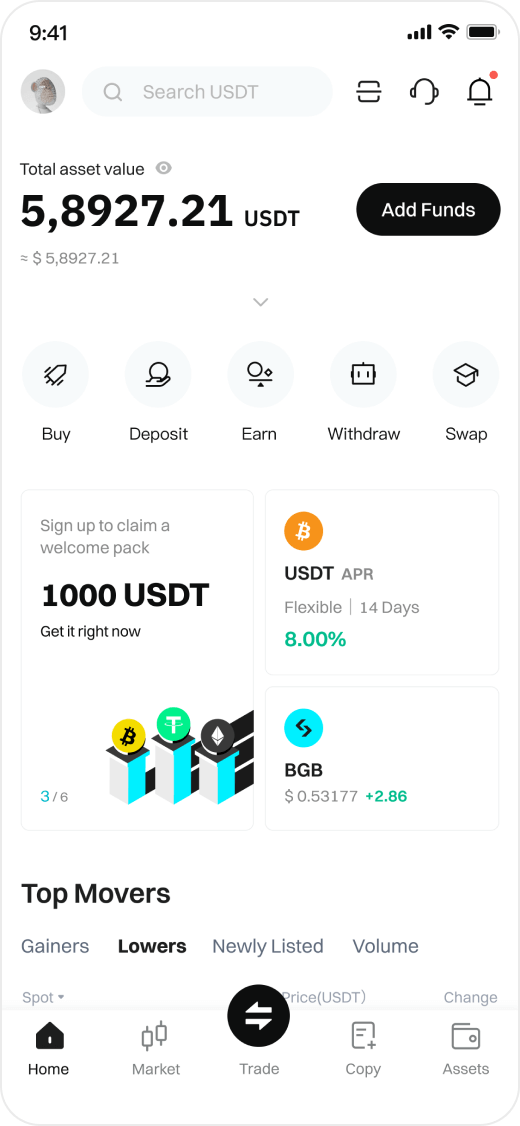 9:41
Search USDT
Total asset value
5,8927.21 USDT
Add Funds
≈ $ 5,8927.21
Buy
Deposit
Earn
Withdraw
Swap
Sign up to claim a
welcome pack
1000 USDT
Get it right now
3 / 6
USDT APR
Flexible | 14 Days
8.00%
BGB
$ 0.53177 +2.86
Top Movers
Gainers
Lowers
Newly Listed
Volume
Spot
Price(USDT)
Change
Home
Market
Trade
Copy
Assets